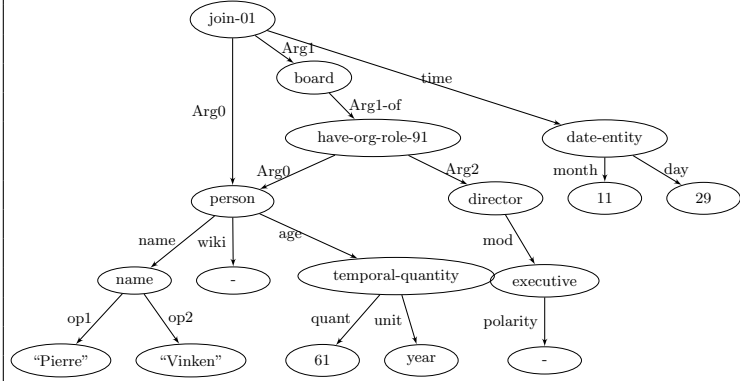 join-01
Arg1
board
time
Arg0
Arg1-of
have-org-role-91
date-entity
Arg0
Arg2
month
day
person
director
11
29
name
wiki
age
mod
name
-
temporal-quantity
executive
op1
op2
quant
unit
polarity
“Pierre”
“Vinken”
61
year
-